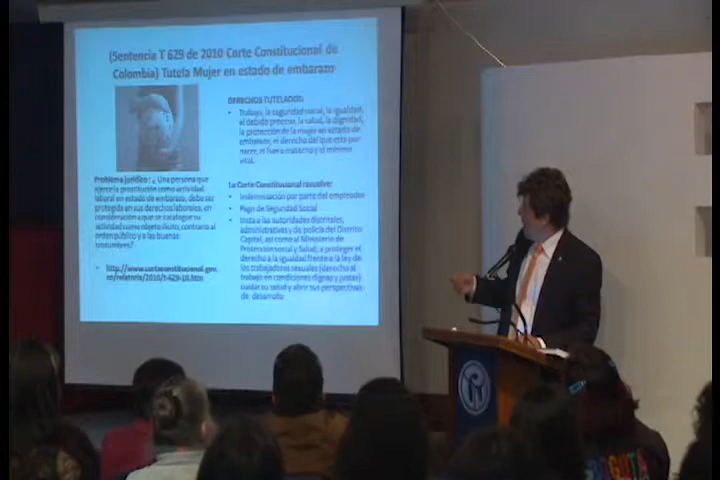 (Sentencia T 629 de 2010 Corte Constitucional de
Colombia) Tutela Mujer en estado de embarazo
DERECHOS TUTELADOS:
• Trabajo, la seguridad social, la igualdad,
el debido proceso, la salud, la dignidad,
la protección de la mujer en estado de
embarazo, el derecho del que esta por
nacer, el fuero materno y el mínimo
vital.
Problema jurídico : ¿ Una persona que
ejerce la prostitución como actividad
laboral en estado de embarazo, debe ser
protegida en sus derechos laborales, en
consideración a que se catalogue su
actividad como objeto ilícito, contrario al
orden público y a las buenas
costumbres?
• http://www.corteconstitucional.gov.
co/relatoria/2010/t-629-10.htm
La Corte Constitucional resuelve:
• Indemnización por parte del empleador
• Pago de Seguridad Social
• Insta a las autoridades distritales,
administrativas y de policía del Distrito
Capital, así como al Ministerio de
Protección social y Salud, a proteger el
derecho a la igualdad frente a la ley de
los trabajadores sexuales (derecho al
trabajo en condiciones dignas y justas)
cuidar su salud y abrir sus perspectivas
de desarrollo
BOGOTA